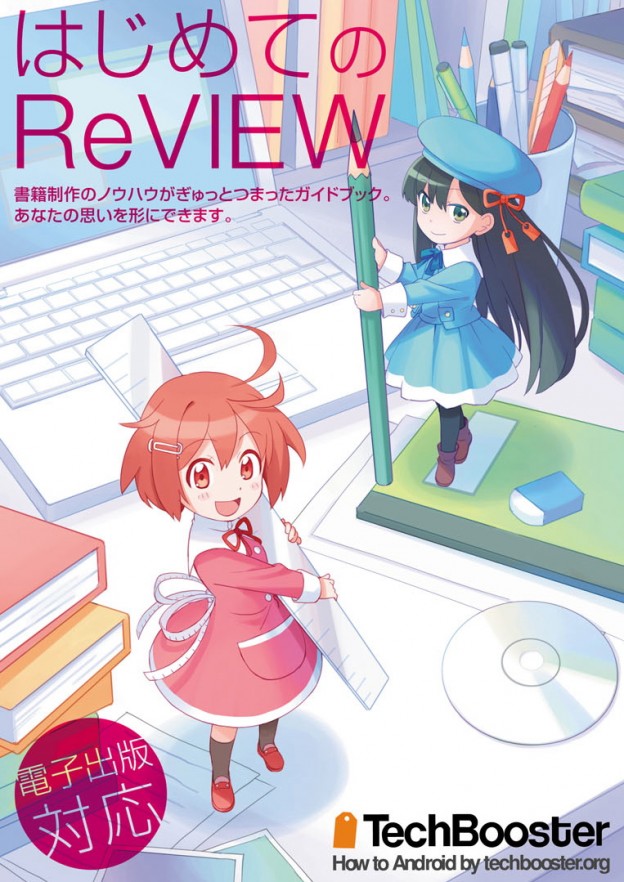 はじめての
ReVIEW
書籍制作のノウハウがぎゅっとつまったガイドブック。
あなたの思いを形にできます。
電子出版
対応
TechBooster
How to Android by techbooster.org